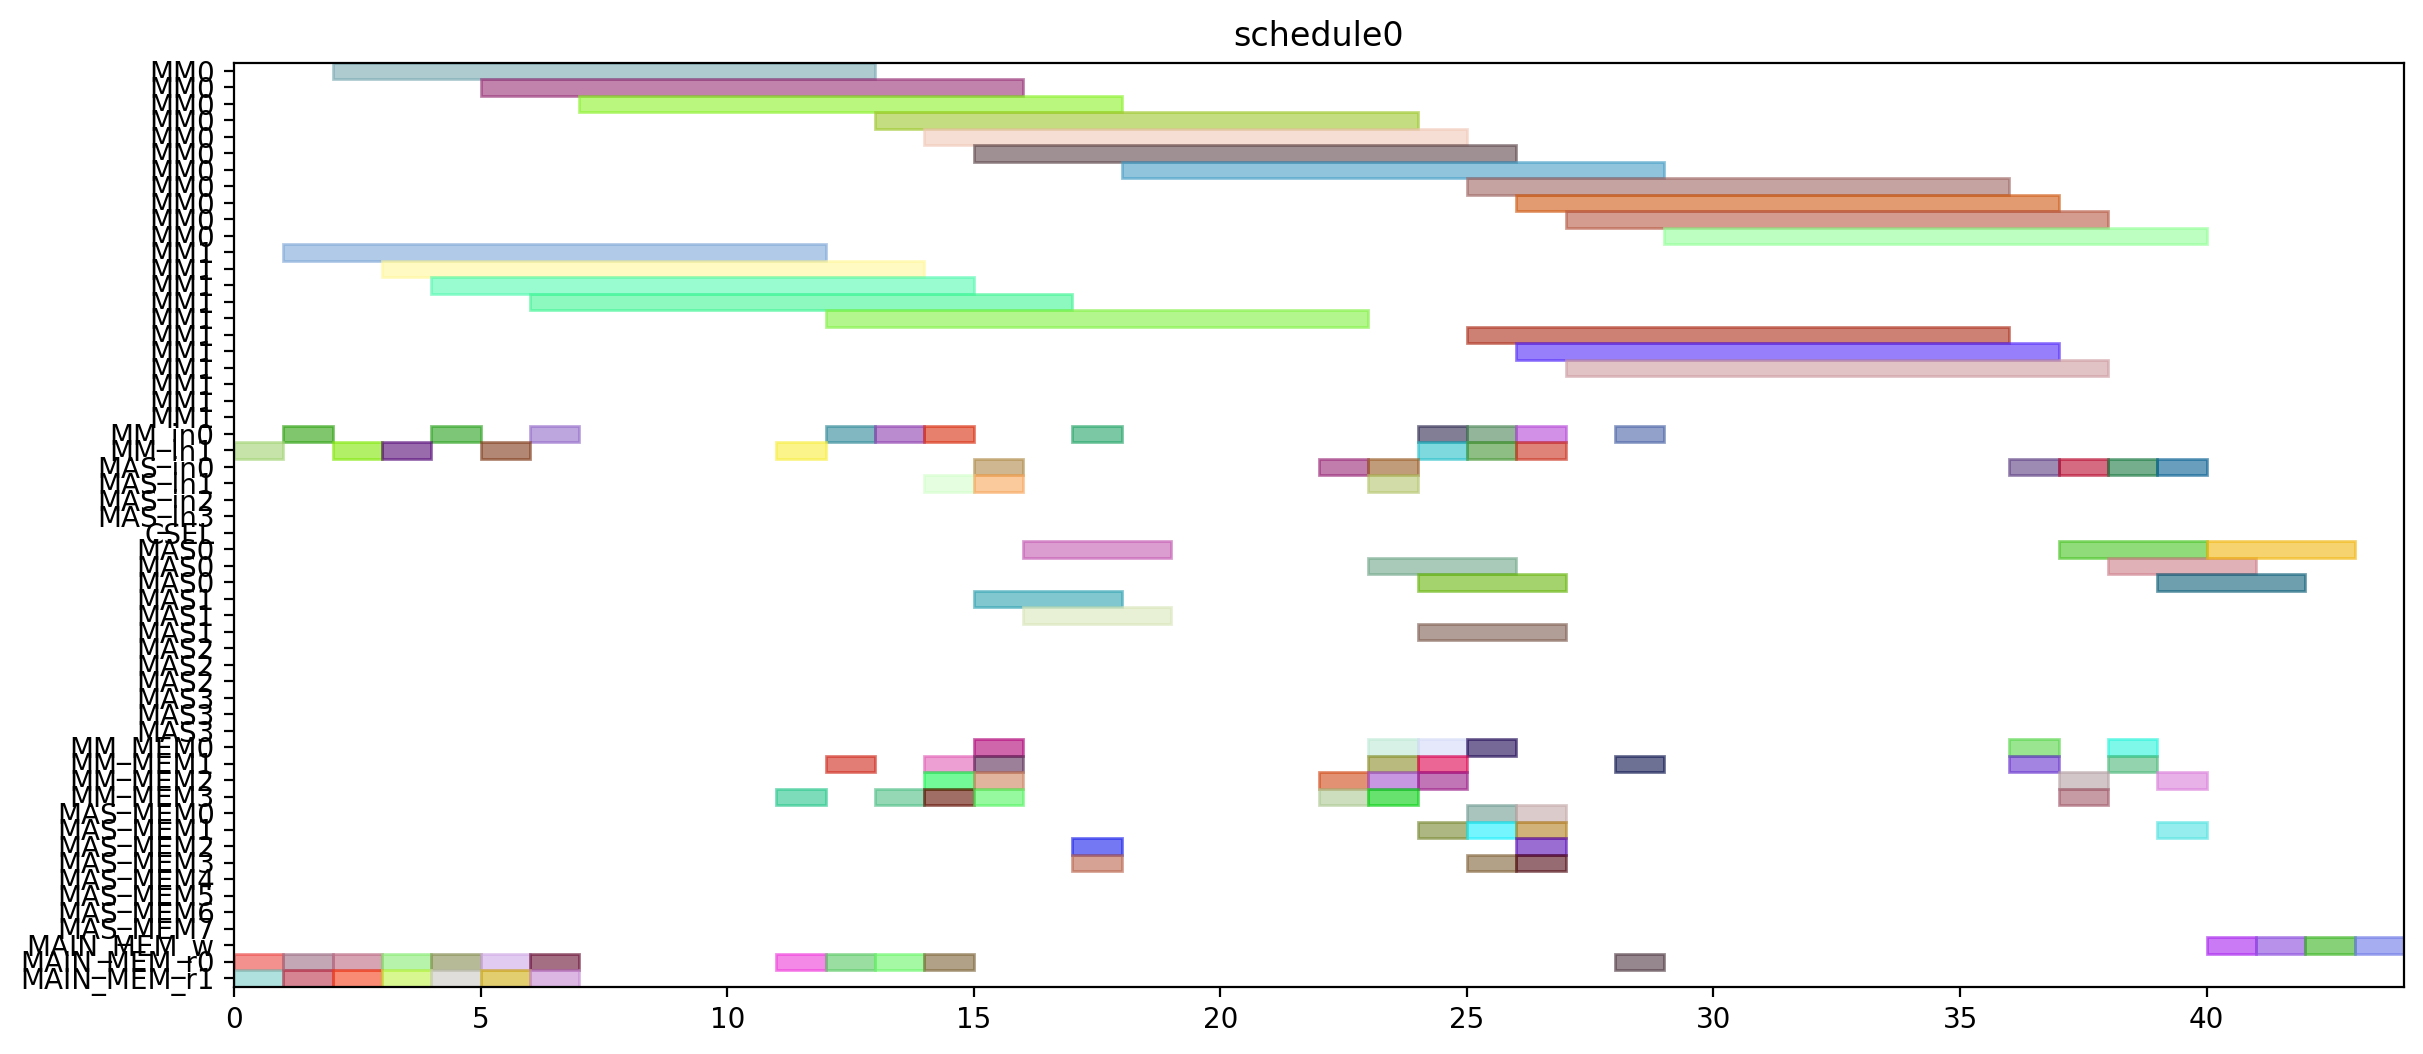 schedule0
MM0
MM0
MM0
MM0
MM0
MM0
MM0
MM0
MM0
MM0
MM0
MM1
MM1
MM1
MM1
MM1
MM1
MM1
MM1
MM1
MM1
MM1
MM_in0
MM_in1
MAS_in0
MAS_in1
MAS_in2
MAS_in3
CSEL
MAS0
MAS0
MAS0
MAS1
MAS1
MAS1
MAS2
MAS2
MAS2
MAS3
MAS3
MAS3
MM_MEM0
MM_MEM1
MM_MEM2
MM_MEM3
MAS_MEM0
MAS_MEM1
MAS_MEM2
MAS_MEM3
MAS_MEM4
MAS_MEM5
MAS_MEM6
MAS_MEM7
MAIN_MEM_w
MAIN_MEM_r0
MAIN_MEM_r1
0 5 10 15 20 25 30 35 40